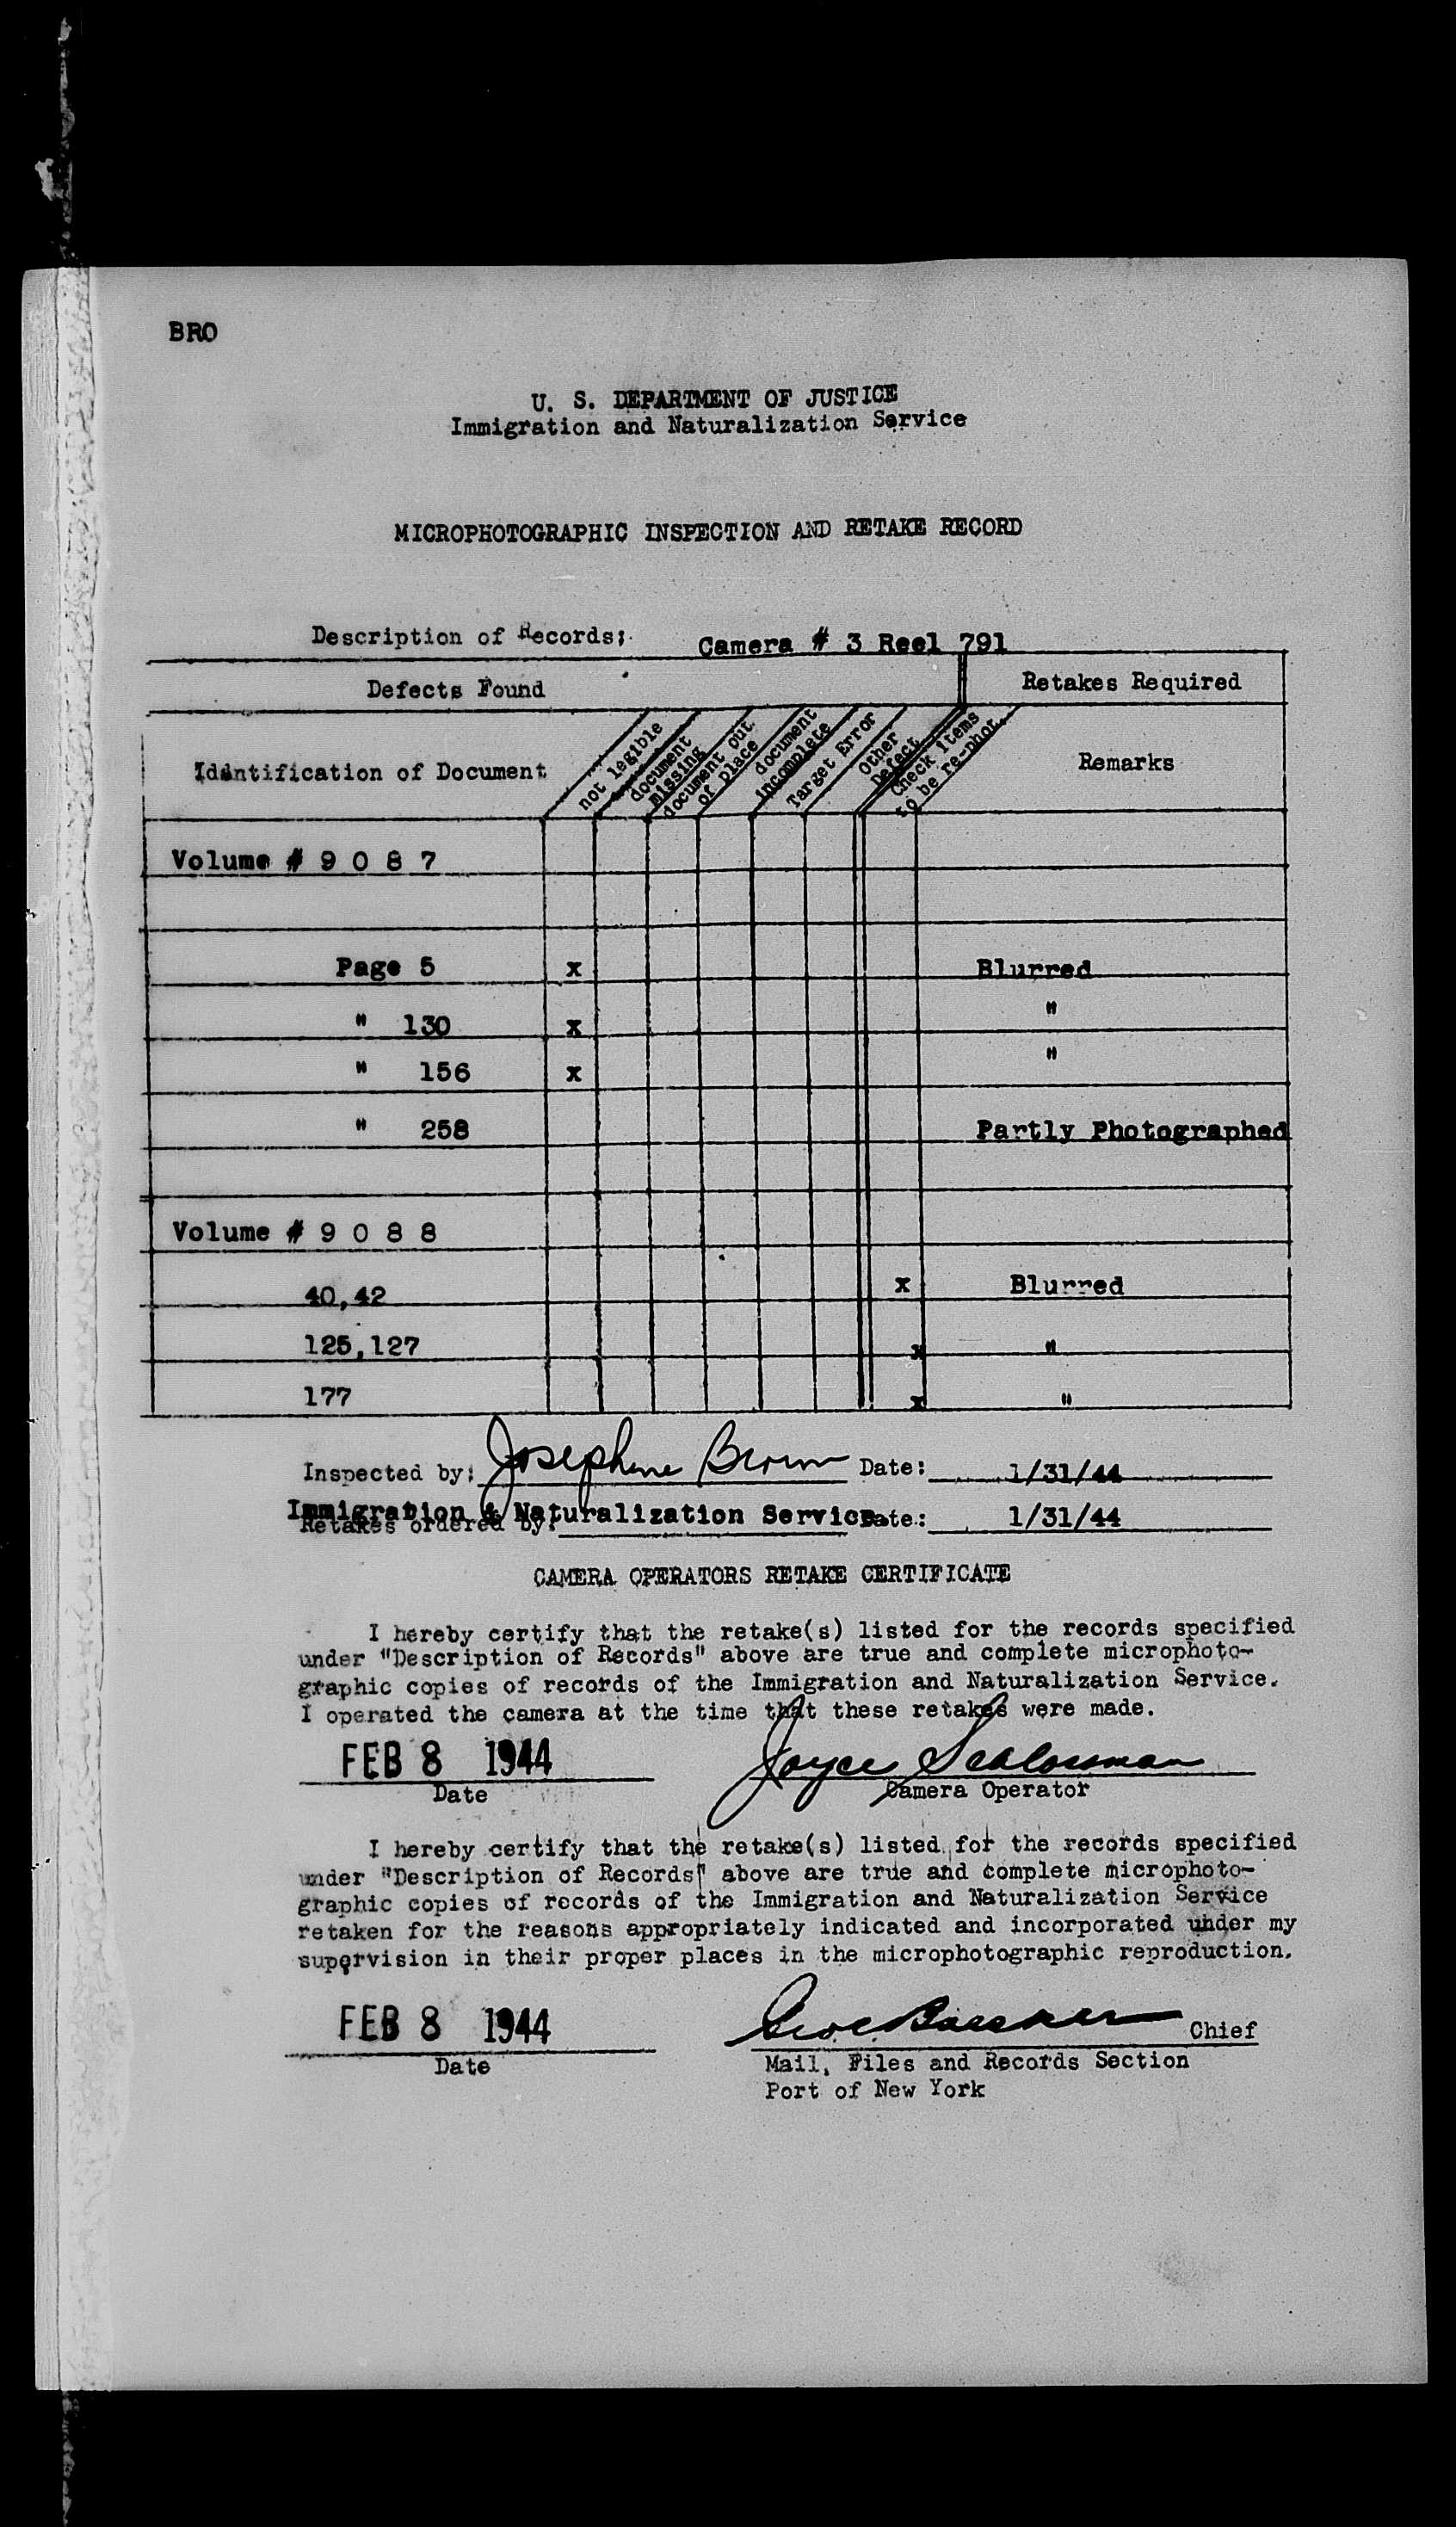 BRO
U. S. DEPARTMENT OF JUSTICE
Immigration and Naturalization Service
MICROPHOTOGRAPHIC INSPECTION AND RETAKE RECORD
Description of Records: Camera # 3 Reel 791
Defects Found Retakes Required
Identification of Document not legible document missing document out of place document incomplete Target Error Other Defect Check items to be re-phot. Remarks
Volume # 9 0 8 7
Page 5 x Blurred
" 130 x "
" 156 x "
" 258 Partly Photographed
Volume # 9 0 8 8
40,42 x Blurred
125,127 x "
177 x "
Inspected by: Josephine Brown Date: 1/31/44
Immigration & Naturalization Service
Retakes ordered by: Date: 1/31/44
CAMERA OPERATORS RETAKE CERTIFICATE
I hereby certify that the retake(s) listed for the records specified
under "Description of Records" above are true and complete microphoto-
graphic copies of records of the Immigration and Naturalization Service.
I operated the camera at the time that these retakes were made.
FEB 8 1944 Joyce
Date Camera Operator
I hereby certify that the retake(s) listed for the records specified
under "Description of Records" above are true and complete microphoto-
graphic copies of records of the Immigration and Naturalization Service
retaken for the reasons appropriately indicated and incorporated under my
supervision in their proper places in the microphotographic reproduction.
FEB 8 1944 Chief
Date Mail, Files and Records Section
Port of New York